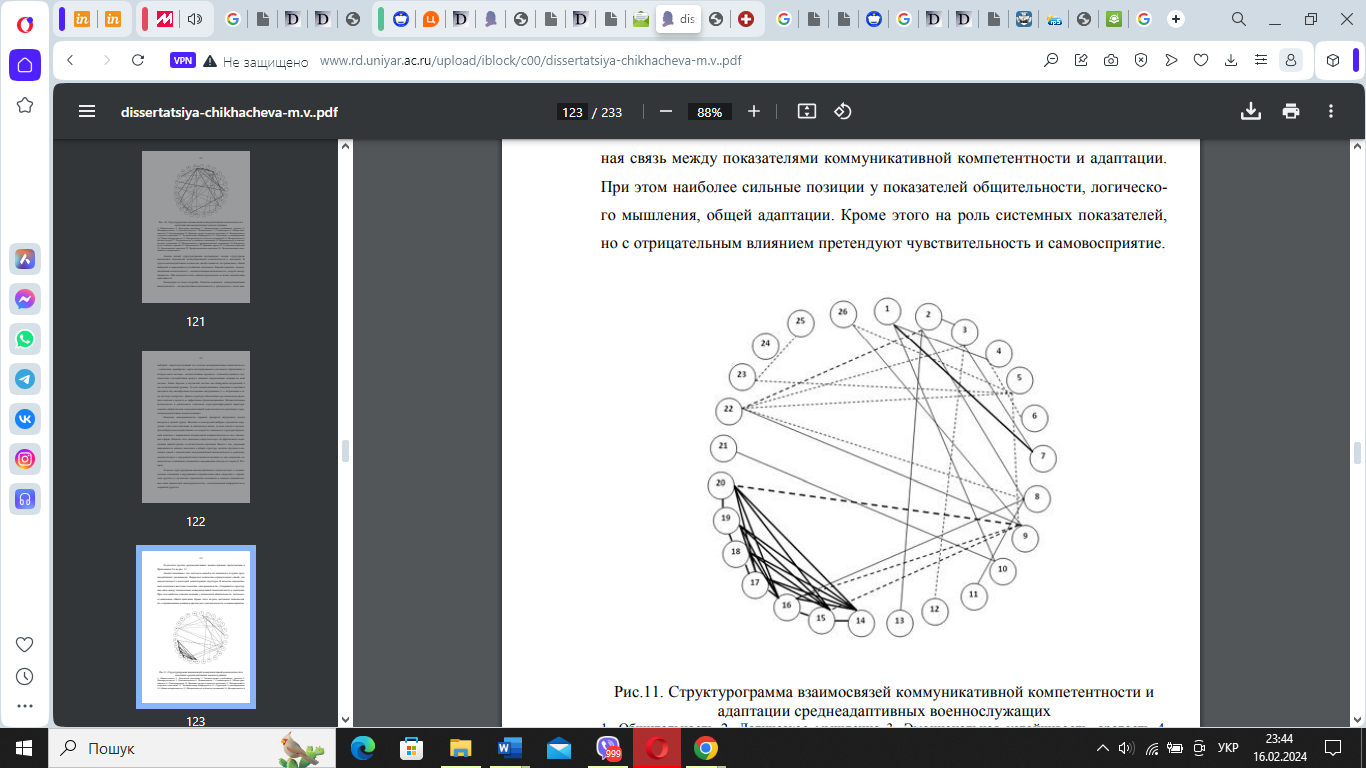 Не защищено
www.rd.uniyar.ac.ru/upload/iblock/c00/dissertatsiya-chikhacheva-m.v..pdf
VPN
dis
dissertatsiya-chikhacheva-m.v..pdf
123 / 233
88%
121
122
123
ная связь между показателями коммуникативной компетентности и адаптации.
При этом наиболее сильные позиции у показателей общительности, логическо-
го мышления, общей адаптации. Кроме этого на роль системных показателей,
но с отрицательным влиянием претендуют чувствительность и самовосприятие.
1
2
3
4
5
6
7
8
9
10
11
12
13
14
15
16
17
18
19
20
21
22
23
24
25
26
Рис.11. Структурограмма взаимосвязей коммуникативной компетентности и
адаптации среднеадаптивных военнослужащих
Пошук
999
УКР
23:44
16.02.2024